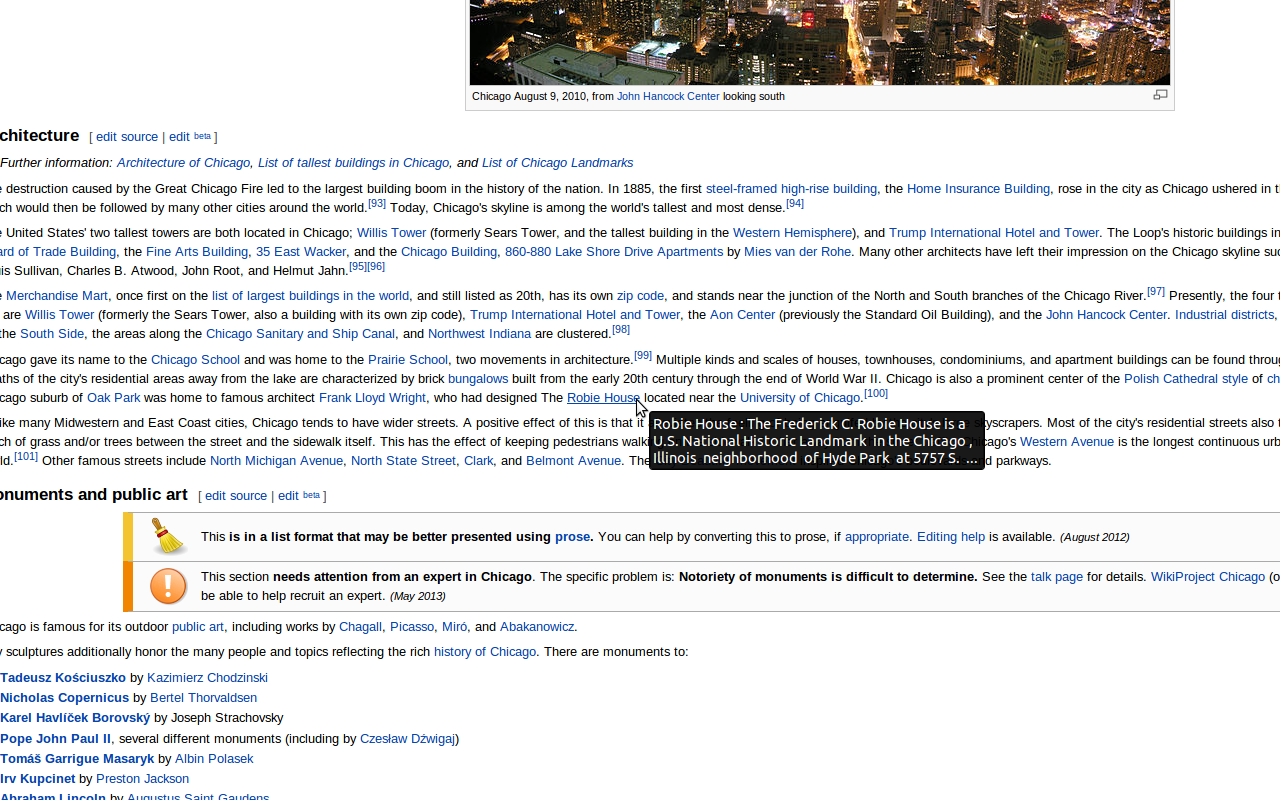 Chicago August 9, 2010, from John Hancock Center looking south
chitecture [ edit source | edit beta ]
Further information: Architecture of Chicago, List of tallest buildings in Chicago, and List of Chicago Landmarks
e destruction caused by the Great Chicago Fire led to the largest building boom in the history of the nation. In 1885, the first steel-framed high-rise building, the Home Insurance Building, rose in the city as Chicago ushered in t
ch would then be followed by many other cities around the world.[93] Today, Chicago's skyline is among the world's tallest and most dense.[94]
e United States' two tallest towers are both located in Chicago; Willis Tower (formerly Sears Tower, and the tallest building in the Western Hemisphere), and Trump International Hotel and Tower. The Loop's historic buildings in
ard of Trade Building, the Fine Arts Building, 35 East Wacker, and the Chicago Building, 860-880 Lake Shore Drive Apartments by Mies van der Rohe. Many other architects have left their impression on the Chicago skyline suc
is Sullivan, Charles B. Atwood, John Root, and Helmut Jahn.[95][96]
e Merchandise Mart, once first on the list of largest buildings in the world, and still listed as 20th, has its own zip code, and stands near the junction of the North and South branches of the Chicago River.[97] Presently, the four t
are Willis Tower (formerly the Sears Tower, also a building with its own zip code), Trump International Hotel and Tower, the Aon Center (previously the Standard Oil Building), and the John Hancock Center. Industrial districts,
the South Side, the areas along the Chicago Sanitary and Ship Canal, and Northwest Indiana are clustered.[98]
cago gave its name to the Chicago School and was home to the Prairie School, two movements in architecture.[99] Multiple kinds and scales of houses, townhouses, condominiums, and apartment buildings can be found throug
aths of the city's residential areas away from the lake are characterized by brick bungalows built from the early 20th century through the end of World War II. Chicago is also a prominent center of the Polish Cathedral style of ch
cago suburb of Oak Park was home to famous architect Frank Lloyd Wright, who had designed The Robie House located near the University of Chicago.[100]
ike many Midwestern and East Coast cities, Chicago tends to have wider streets. A positive effect of this is that it skyscrapers. Most of the city's residential streets also
ch of grass and/or trees between the street and the sidewalk itself. This has the effect of keeping pedestrians walki icago's Western Avenue is the longest continuous urb
ld.[101] Other famous streets include North Michigan Avenue, North State Street, Clark, and Belmont Avenue. The d parkways.
Robie House : The Frederick C. Robie House is a
U.S. National Historic Landmark in the Chicago,
Illinois neighborhood of Hyde Park at 5757 S. ...
onuments and public art [ edit source | edit beta ]
This is in a list format that may be better presented using prose. You can help by converting this to prose, if appropriate. Editing help is available. (August 2012)
This section needs attention from an expert in Chicago. The specific problem is: Notoriety of monuments is difficult to determine. See the talk page for details. WikiProject Chicago (o
be able to help recruit an expert. (May 2013)
cago is famous for its outdoor public art, including works by Chagall, Picasso, Miró, and Abakanowicz.
y sculptures additionally honor the many people and topics reflecting the rich history of Chicago. There are monuments to:
Tadeusz Kościuszko by Kazimierz Chodzinski
Nicholas Copernicus by Bertel Thorvaldsen
Karel Havlíček Borovský by Joseph Strachovsky
Pope John Paul II, several different monuments (including by Czesław Dźwigaj)
Tomáš Garrigue Masaryk by Albin Polasek
Irv Kupcinet by Preston Jackson
Abraham Lincoln by Augustus Saint Gaudens